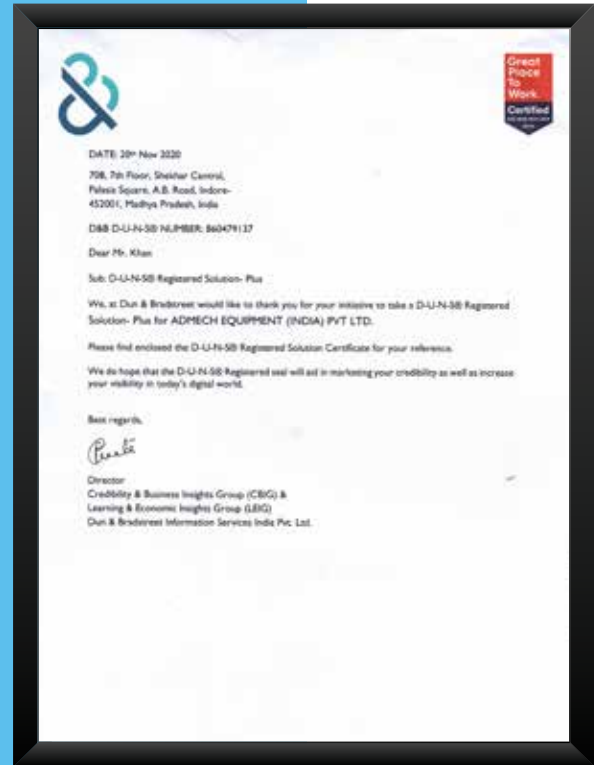 &
Great
Place
To
Work.
Certified
DATE: 20th Nov 2020
708, 7th Floor, Shekhar Central,
Palasia Square, A.B. Road, Indore-
452001, Madhya Pradesh, India
D&B D-U-N-S® NUMBER: 860479137
Dear Mr. Khan
Sub: D-U-N-S® Registered Solution- Plus
We, at Dun & Bradstreet would like to thank you for your initiative to take a D-U-N-S® Registered
Solution- Plus for ADMECH EQUIPMENT (INDIA) PVT LTD.
Please find enclosed the D-U-N-S® Registered Solution Certificate for your reference.
We do hope that the D-U-N-S® Registered seal will aid in marketing your credibility as well as increase
your visibility in today's digital world.
Best regards,
Director
Credibility & Business Insights Group (CBIG) &
Learning & Economic Insights Group (LEIG)
Dun & Bradstreet Information Services India Pvt. Ltd.